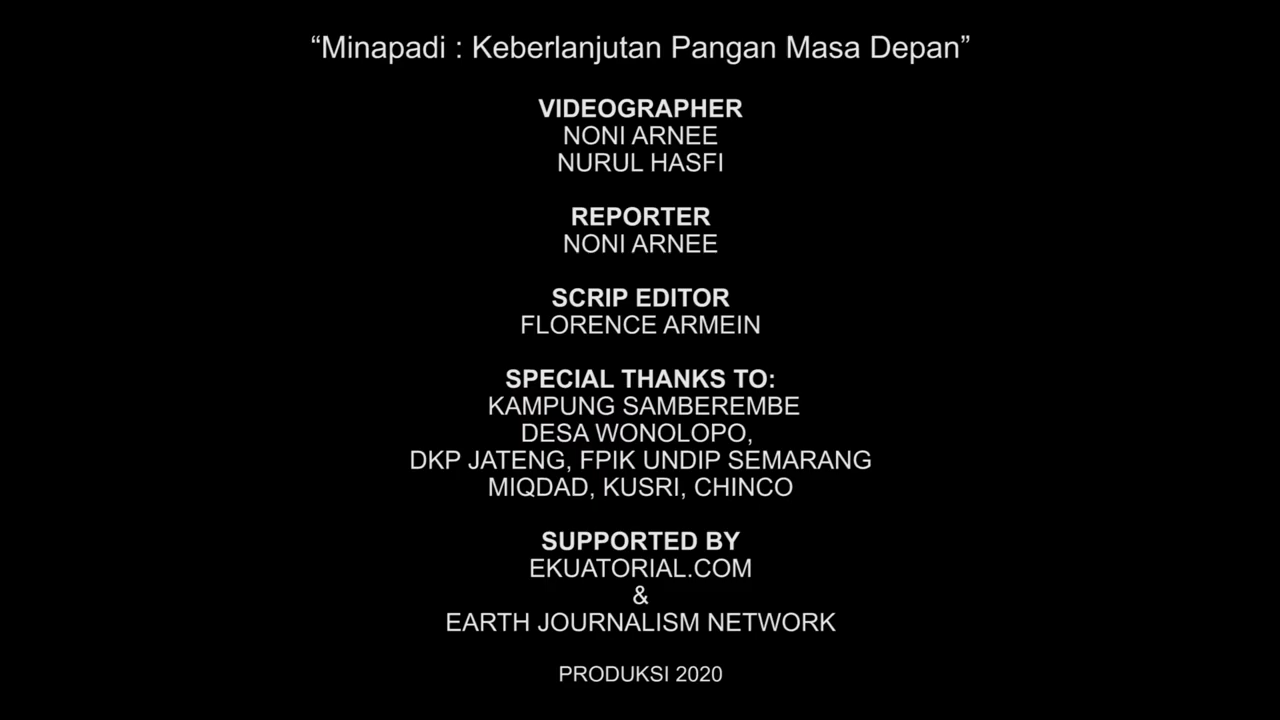 “Minapadi : Keberlanjutan Pangan Masa Depan”
VIDEOGRAPHER
NONI ARNEE
NURUL HASFI
REPORTER
NONI ARNEE
SCRIP EDITOR
FLORENCE ARMEIN
SPECIAL THANKS TO:
KAMPUNG SAMBEREMBE
DESA WONOLOPO,
DKP JATENG, FPIK UNDIP SEMARANG
MIQDAD, KUSRI, CHINCO
SUPPORTED BY
EKUATORIAL.COM
&
EARTH JOURNALISM NETWORK
PRODUKSI 2020